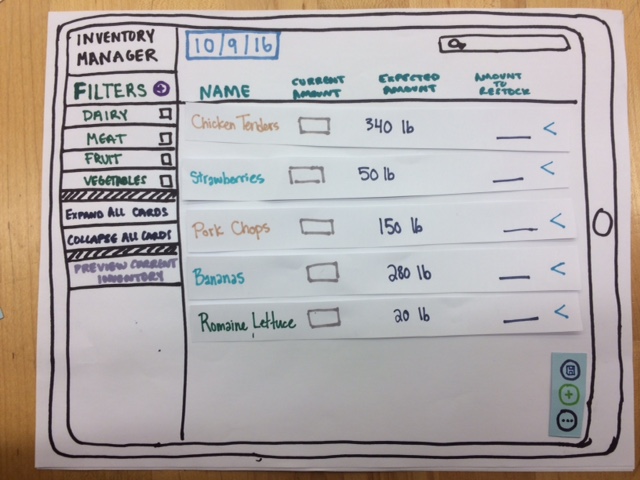 INVENTORY
MANAGER
10/9/16
FILTERS +
DAIRY
MEAT
FRUIT
VEGETABLES
EXPAND ALL CARDS
COLLAPSE ALL CARDS
PREVIEW CURRENT
INVENTORY
NAME CURRENT AMOUNT EXPECTED AMOUNT AMOUNT TO RESTOCK
Chicken Tenders 340 lb <
Strawberries 50 lb <
Pork Chops 150 lb <
Bananas 280 lb <
Romaine Lettuce 20 lb <
+
...